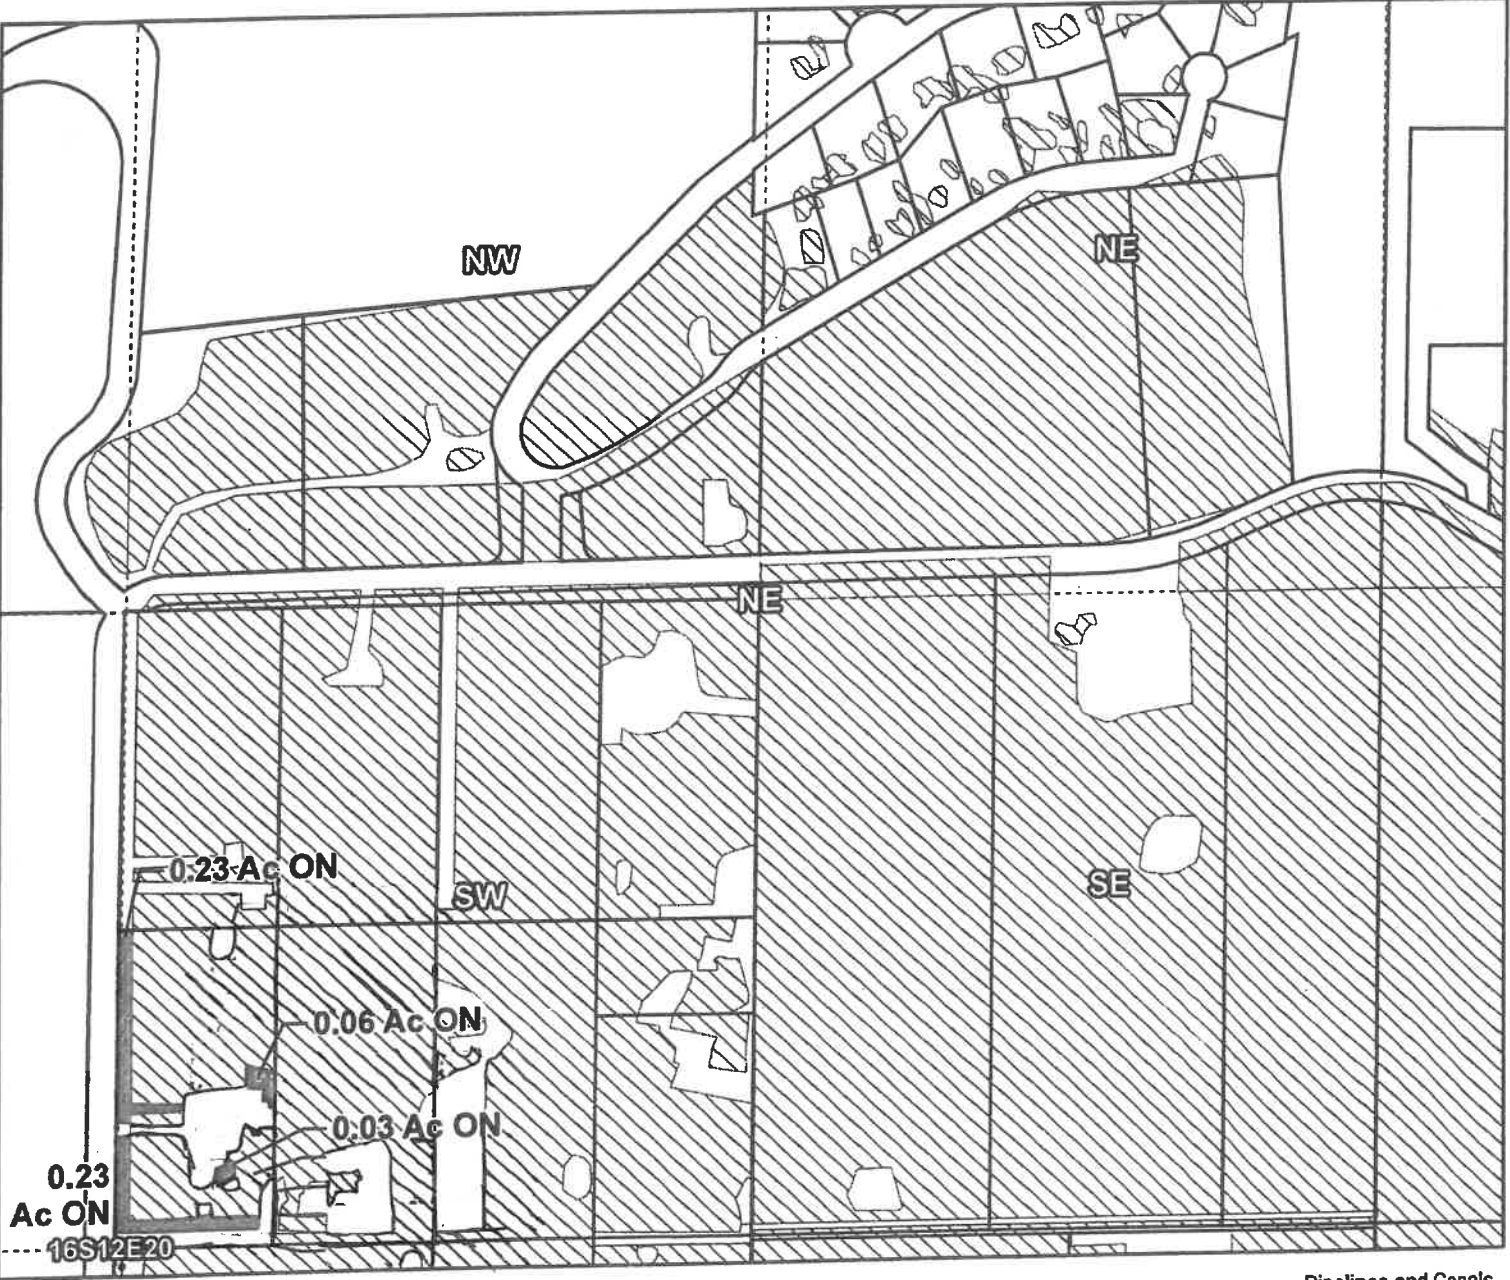 NW
NE
NE
0.23 Ac ON
SW
SE
0.06 Ac ON
0.03 Ac ON
0.23
Ac ON
16S12E20
Pipelines and Canals